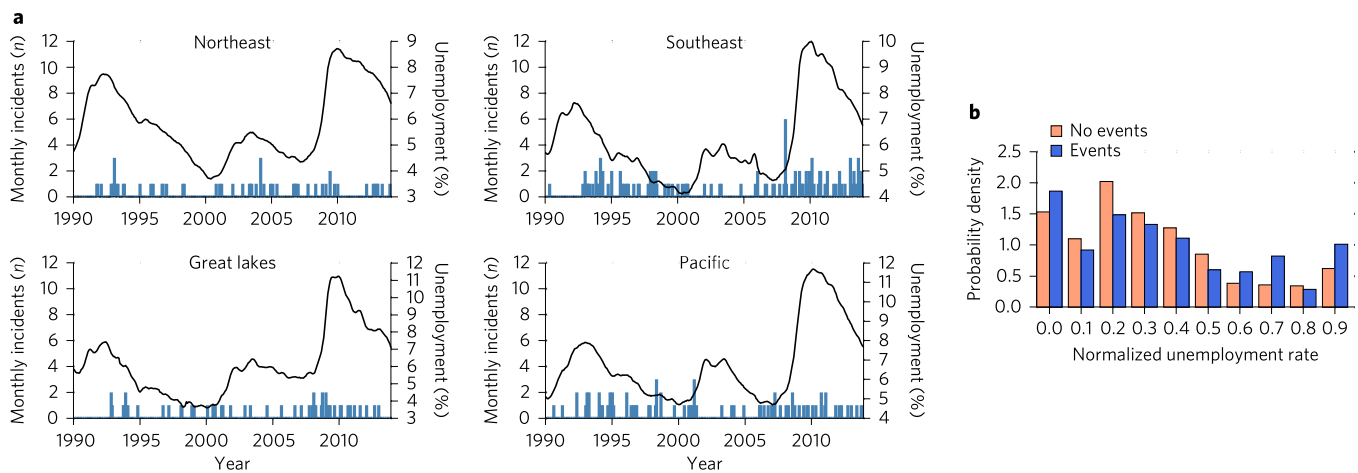 a
Northeast
Monthly incidents (n)
12
10
8
6
4
2
0
9
8
7
6
5
4
3
Unemployment (%)
1990 1995 2000 2005 2010
Southeast
Monthly incidents (n)
12
10
8
6
4
2
0
10
9
8
7
6
5
4
Unemployment (%)
1990 1995 2000 2005 2010
Great lakes
Monthly incidents (n)
12
10
8
6
4
2
0
12
11
10
9
8
7
6
5
4
3
Unemployment (%)
1990 1995 2000 2005 2010
Year
Pacific
Monthly incidents (n)
12
10
8
6
4
2
0
12
11
10
9
8
7
6
5
4
Unemployment (%)
1990 1995 2000 2005 2010
Year
b
No events
Events
Probability density
2.5
2.0
1.5
1.0
0.5
0.0
0.0 0.1 0.2 0.3 0.4 0.5 0.6 0.7 0.8 0.9
Normalized unemployment rate